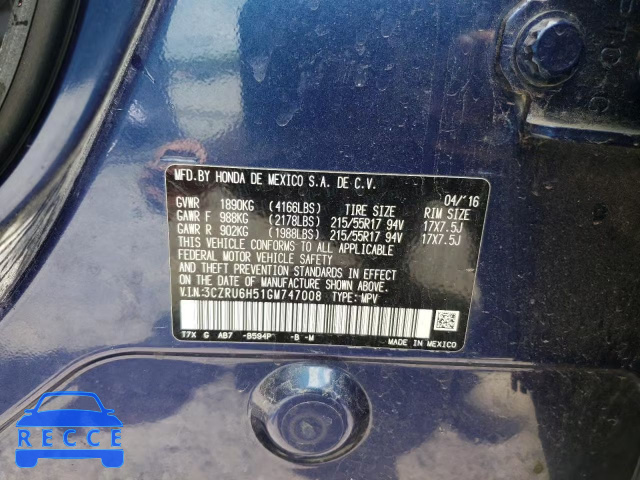 MFD.BY HONDA DE MEXICO S.A. DE C.V.
04/'16
GVWR 1890KG (4166LBS) TIRE SIZE RIM SIZE
GAWR F 988KG (2178LBS) 215/55R17 94V 17X7.5J
GAWR R 902KG (1988LBS) 215/55R17 94V 17X7.5J
THIS VEHICLE CONFORMS TO ALL APPLICABLE
FEDERAL MOTOR VEHICLE SAFETY AND
THEFT PREVENTION STANDARDS IN EFFECT
ON THE DATE OF MANUFACTURE SHOWN ABOVE.
V.I.N.:3CZRU6H51GM747008 TYPE: MPV
T7X G AB7 -B594P -B -M
MADE IN MEXICO
RECCE